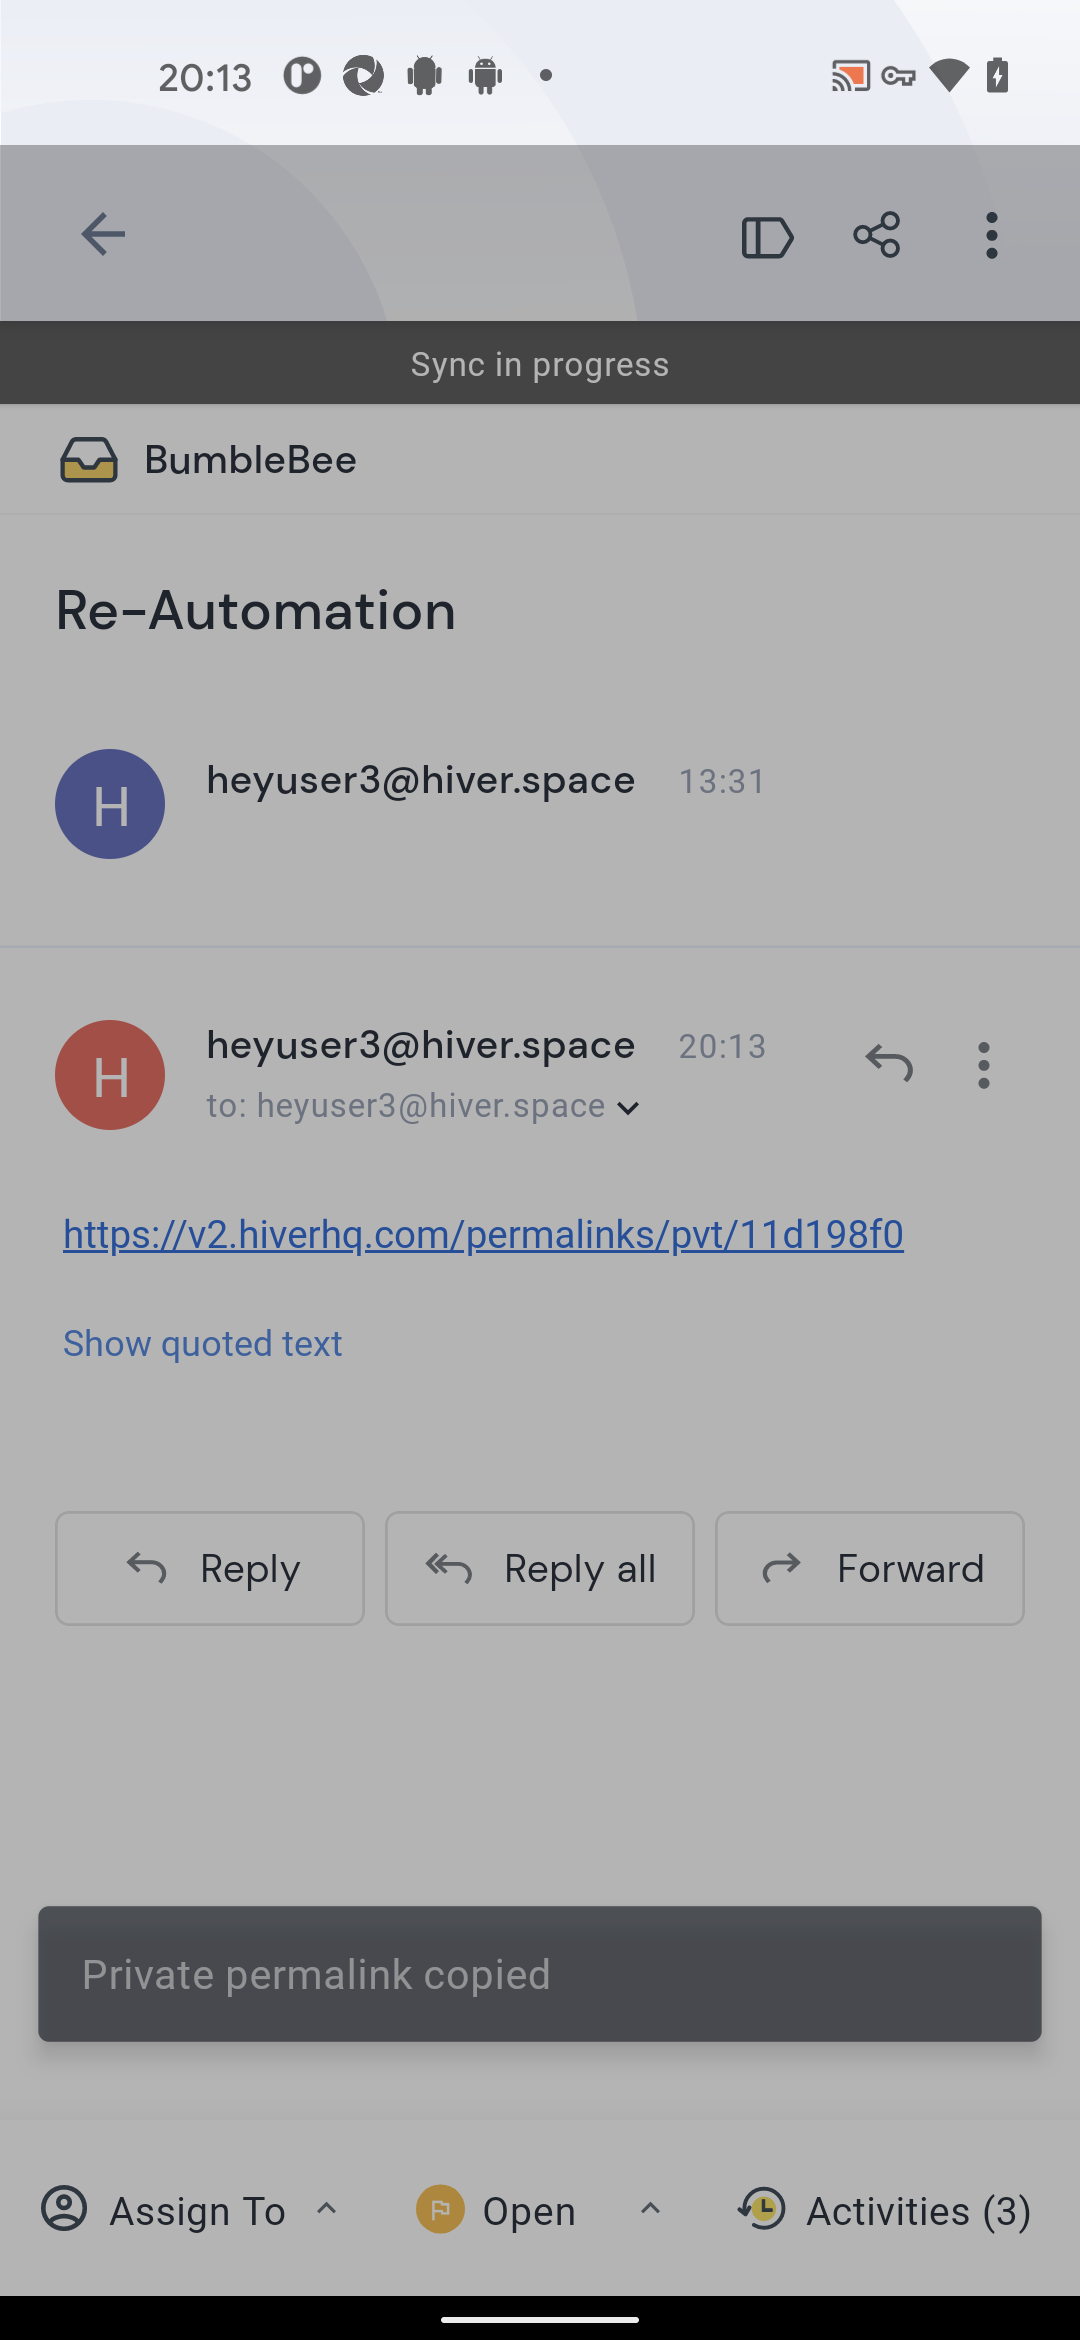 20:13
Sync in progress
BumbleBee
Re-Automation
H
heyuser3@hiver.space 13:31
H
heyuser3@hiver.space 20:13
to: heyuser3@hiver.space
https://v2.hiverhq.com/permalinks/pvt/11d198f0
Show quoted text
Reply
Reply all
Forward
Private permalink copied
Assign To
Open
Activities (3)